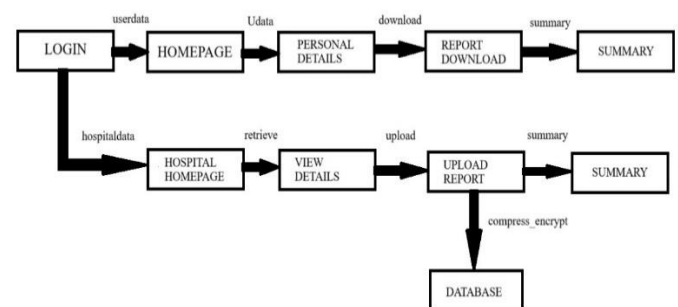 userdata
Udata
download
summary
LOGIN
HOMEPAGE
PERSONAL
DETAILS
REPORT
DOWNLOAD
SUMMARY
hospitaldata
retrieve
upload
summary
HOSPITAL
HOMEPAGE
VIEW
DETAILS
UPLOAD
REPORT
SUMMARY
compress_encrypt
DATABASE